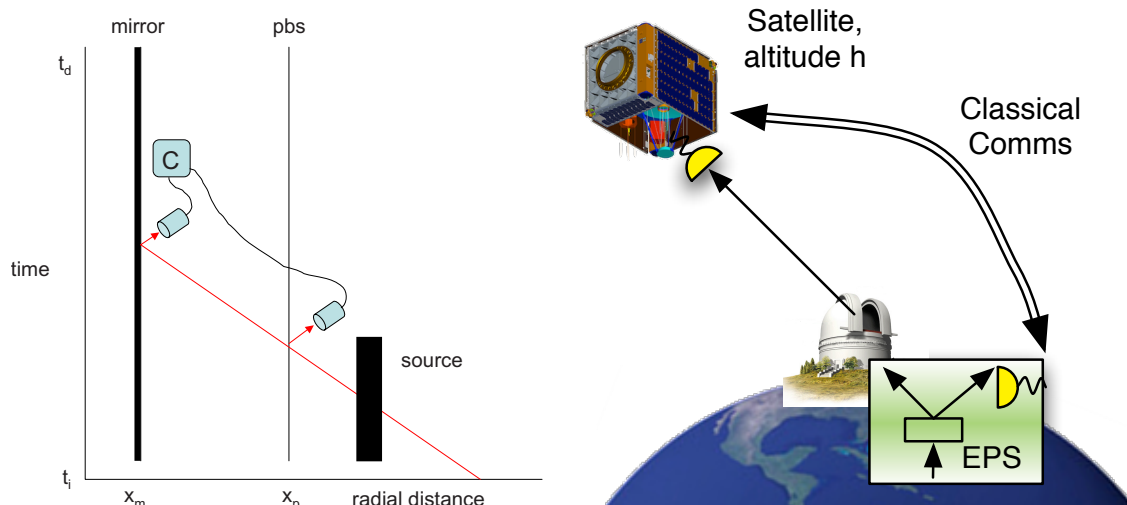 mirror
pbs
t_d
C
time
source
t_i
x_m
x_p
radial distance
Satellite,
altitude h
Classical
Comms
EPS